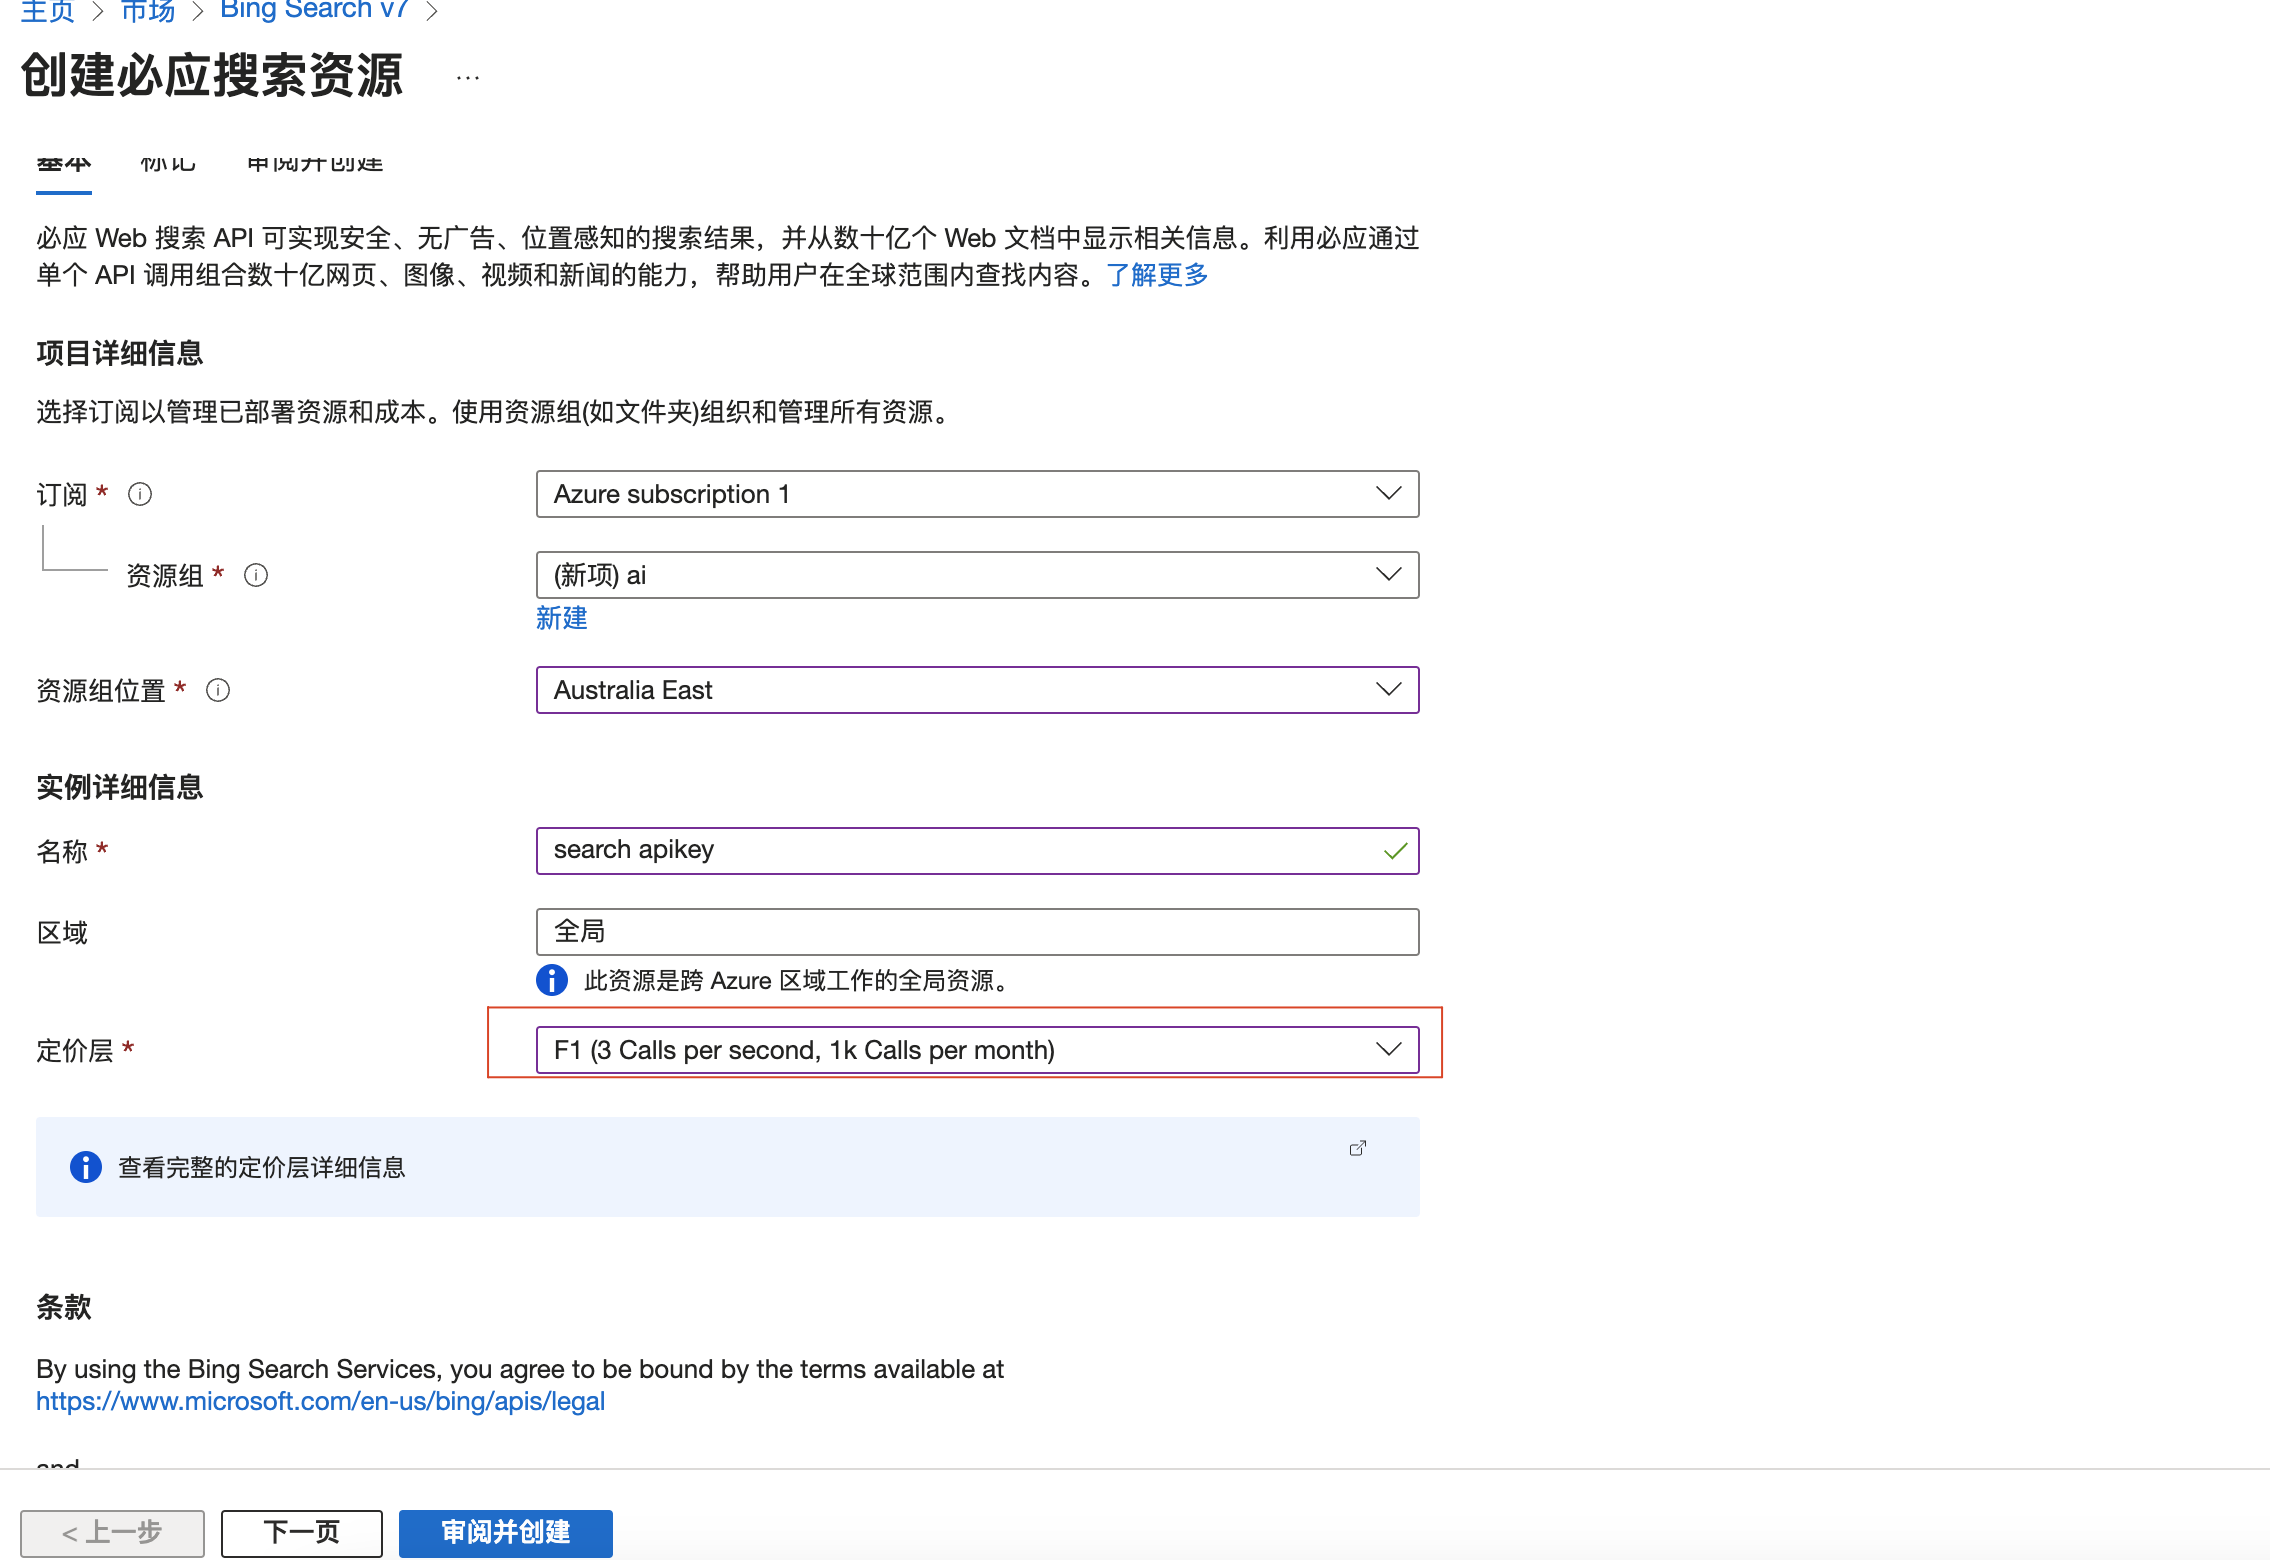 主页 > 市场 > Bing Search v7 >
创建必应搜索资源 ...
基本 标记 审阅并创建
必应 Web 搜索 API 可实现安全、无广告、位置感知的搜索结果，并从数十亿个 Web 文档中显示相关信息。利用必应通过
单个 API 调用组合数十亿网页、图像、视频和新闻的能力，帮助用户在全球范围内查找内容。了解更多
项目详细信息
选择订阅以管理已部署资源和成本。使用资源组(如文件夹)组织和管理所有资源。
订阅 * Azure subscription 1
资源组 * (新项) ai
新建
资源组位置 * Australia East
实例详细信息
名称 * search apikey
区域 全局
此资源是跨 Azure 区域工作的全局资源。
定价层 * F1 (3 Calls per second, 1k Calls per month)
查看完整的定价层详细信息
条款
By using the Bing Search Services, you agree to be bound by the terms available at
https://www.microsoft.com/en-us/bing/apis/legal
and
< 上一步 下一页 审阅并创建